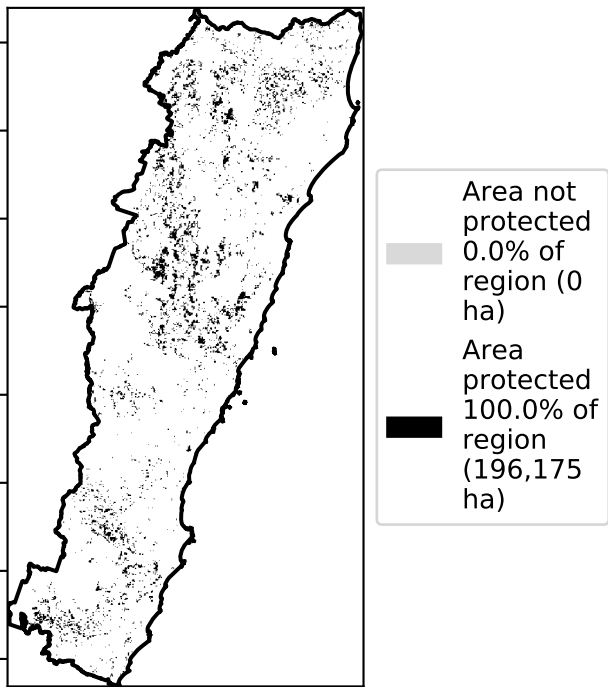 Area not
protected
0.0% of
region (0
ha)
Area
protected
100.0% of
region
(196,175
ha)